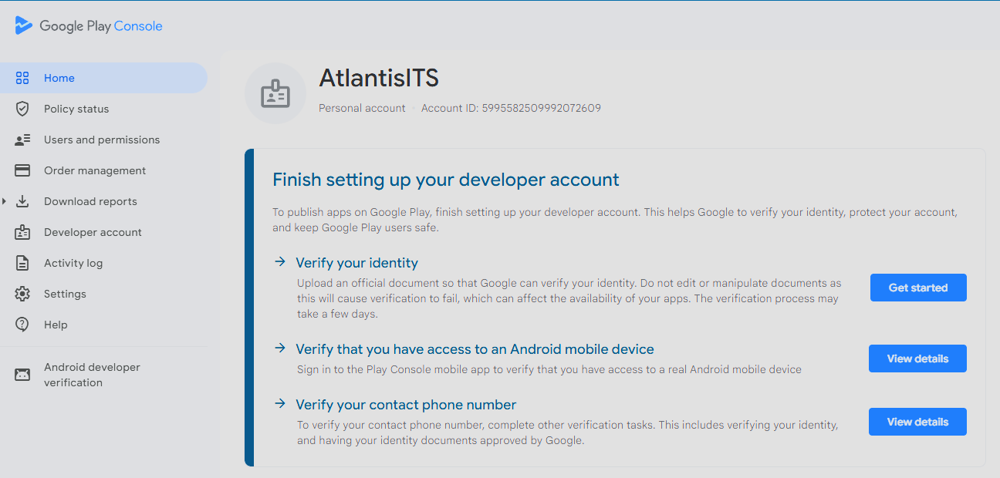 Google Play Console
Home
Policy status
Users and permissions
Order management
Download reports
Developer account
Activity log
Settings
Help
Android developer
verification
AtlantisITS
Personal account · Account ID: 5995582509992072609
Finish setting up your developer account
To publish apps on Google Play, finish setting up your developer account. This helps Google to verify your identity, protect your account,
and keep Google Play users safe.
Verify your identity
Upload an official document so that Google can verify your identity. Do not edit or manipulate documents as
this will cause verification to fail, which can affect the availability of your apps. The verification process may
take a few days.
Get started
Verify that you have access to an Android mobile device
Sign in to the Play Console mobile app to verify that you have access to a real Android mobile device
View details
Verify your contact phone number
To verify your contact phone number, complete other verification tasks. This includes verifying your identity,
and having your identity documents approved by Google.
View details